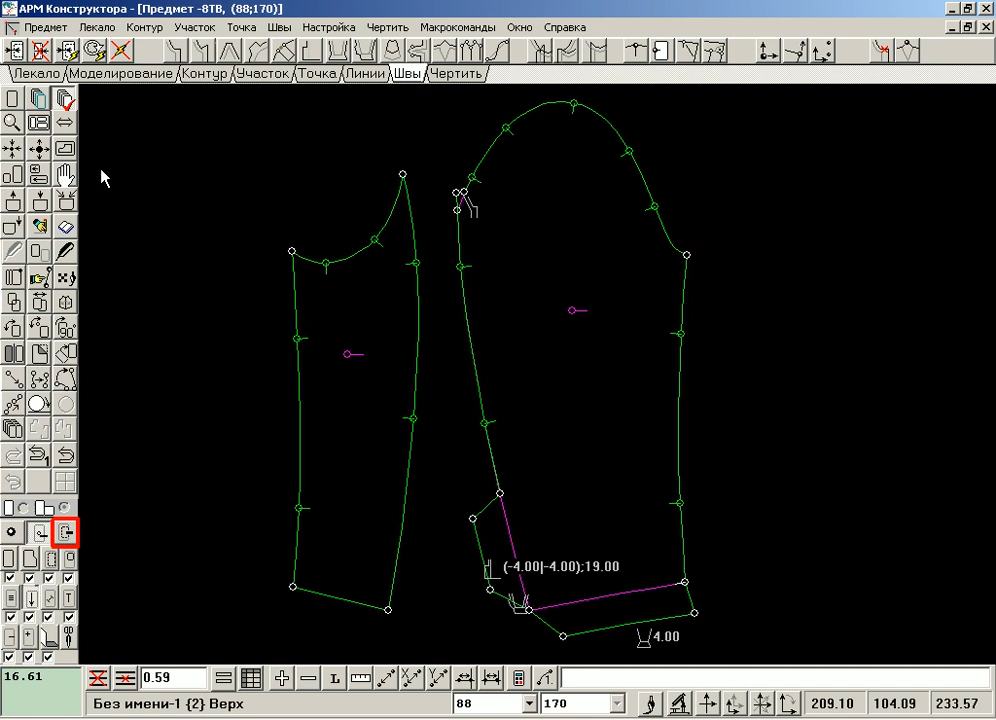 АРМ Конструктора - [Предмет -8ТВ, (88;170)]
Предмет Лекало Контур Участок Точка Швы Настройка Чертить Макрокоманды Окно Справка
Лекало Моделирование Контур Участок Точка Линии Швы Чертить
(-4.00|-4.00);19.00
4.00
16.61
0.59
L
Без имени-1 {2} Верх
88
170
209.10
104.09
233.57